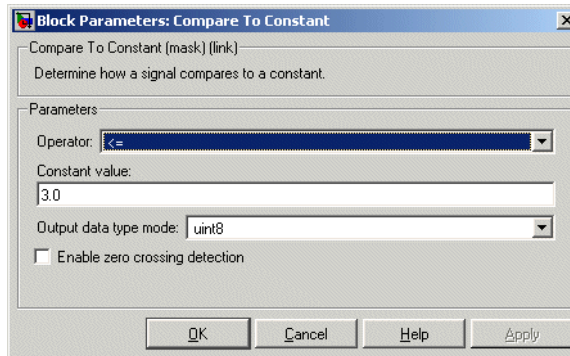 Block Parameters: Compare To Constant
Compare To Constant (mask) (link)
Determine how a signal compares to a constant.
Parameters
Operator: <=
Constant value:
3.0
Output data type mode: uint8
Enable zero crossing detection
OK Cancel Help Apply